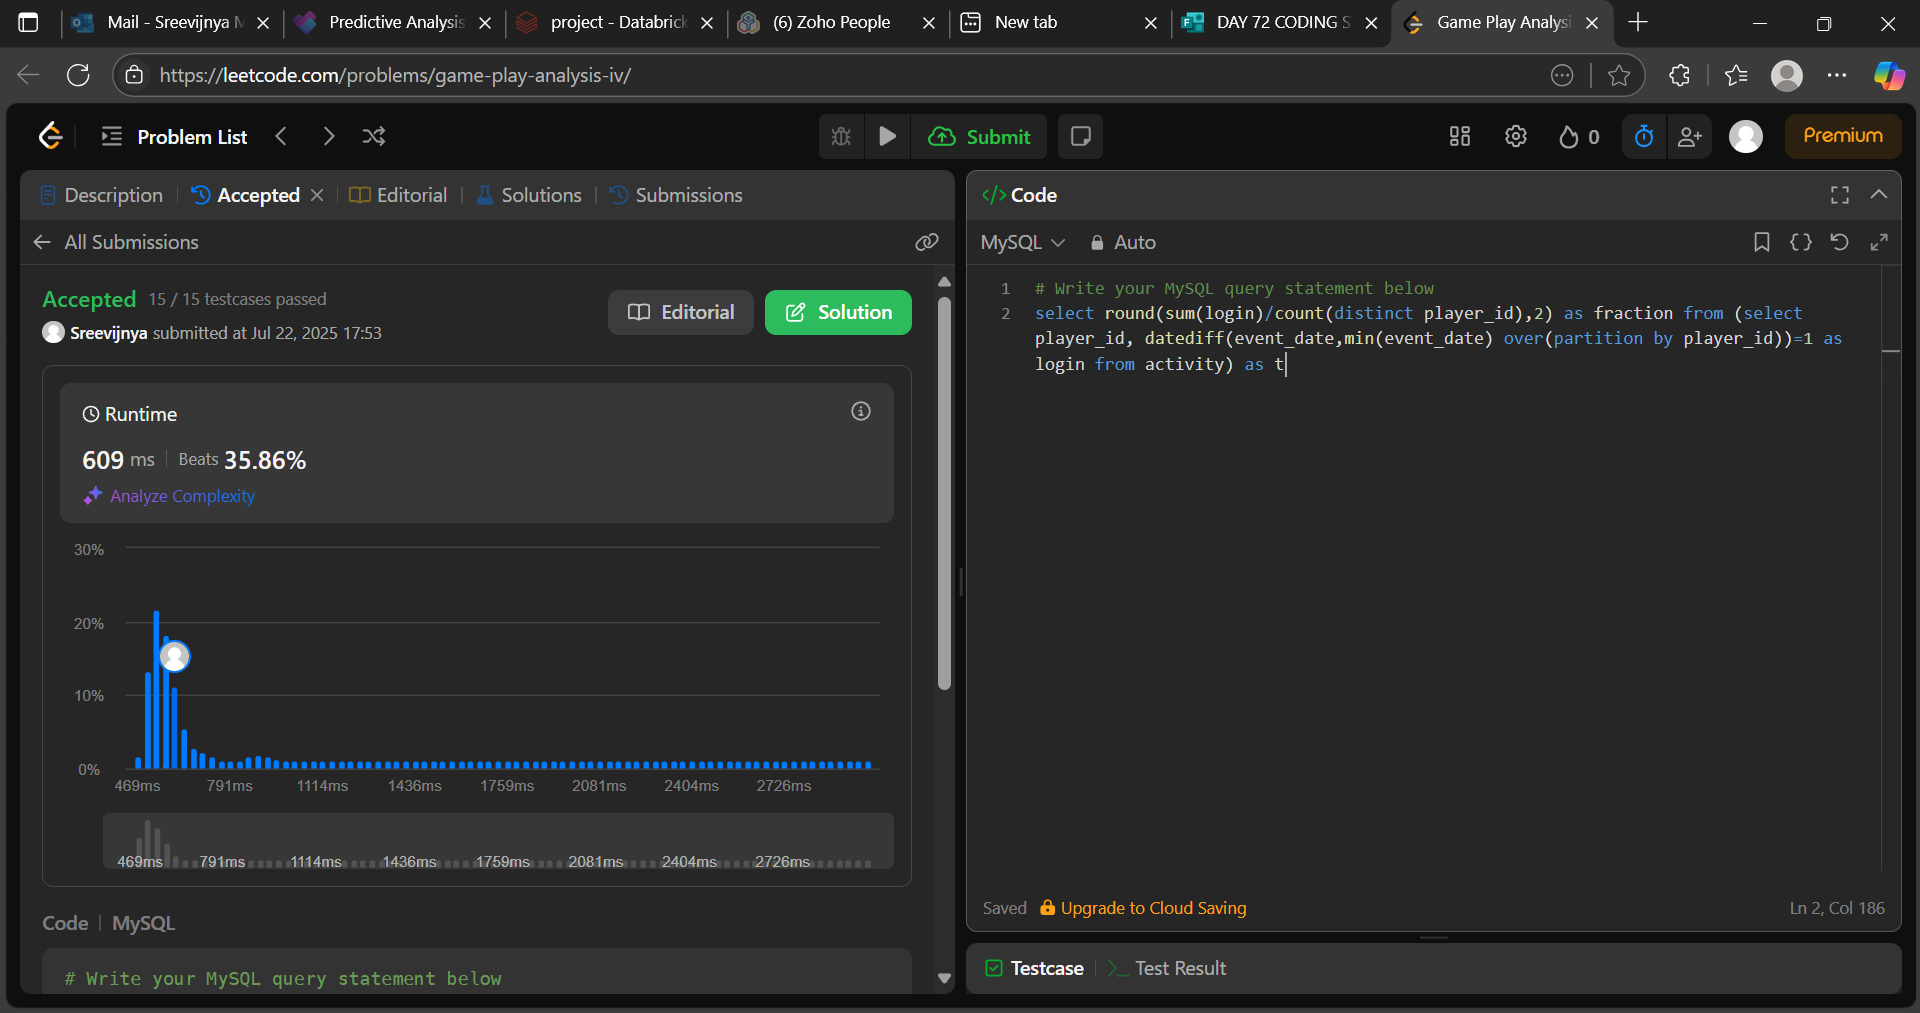 Mail - Sreevijnya M
Predictive Analysis
project - Databrick
(6) Zoho People
New tab
DAY 72 CODING S
Game Play Analysi
https://leetcode.com/problems/game-play-analysis-iv/
Problem List
Submit
0
Premium
Description
Accepted
Editorial
Solutions
Submissions
All Submissions
Accepted 15 / 15 testcases passed
Sreevijnya submitted at Jul 22, 2025 17:53
Editorial
Solution
Runtime
609 ms
Beats 35.86%
Analyze Complexity
30%
20%
10%
0%
469ms 791ms 1114ms 1436ms 1759ms 2081ms 2404ms 2726ms
469ms 791ms 1114ms 1436ms 1759ms 2081ms 2404ms 2726ms
Code | MySQL
# Write your MySQL query statement below
</> Code
MySQL
Auto
1 # Write your MySQL query statement below
2 select round(sum(login)/count(distinct player_id),2) as fraction from (select
player_id, datediff(event_date,min(event_date) over(partition by player_id))=1 as
login from activity) as t
Saved
Upgrade to Cloud Saving
Ln 2, Col 186
Testcase
Test Result